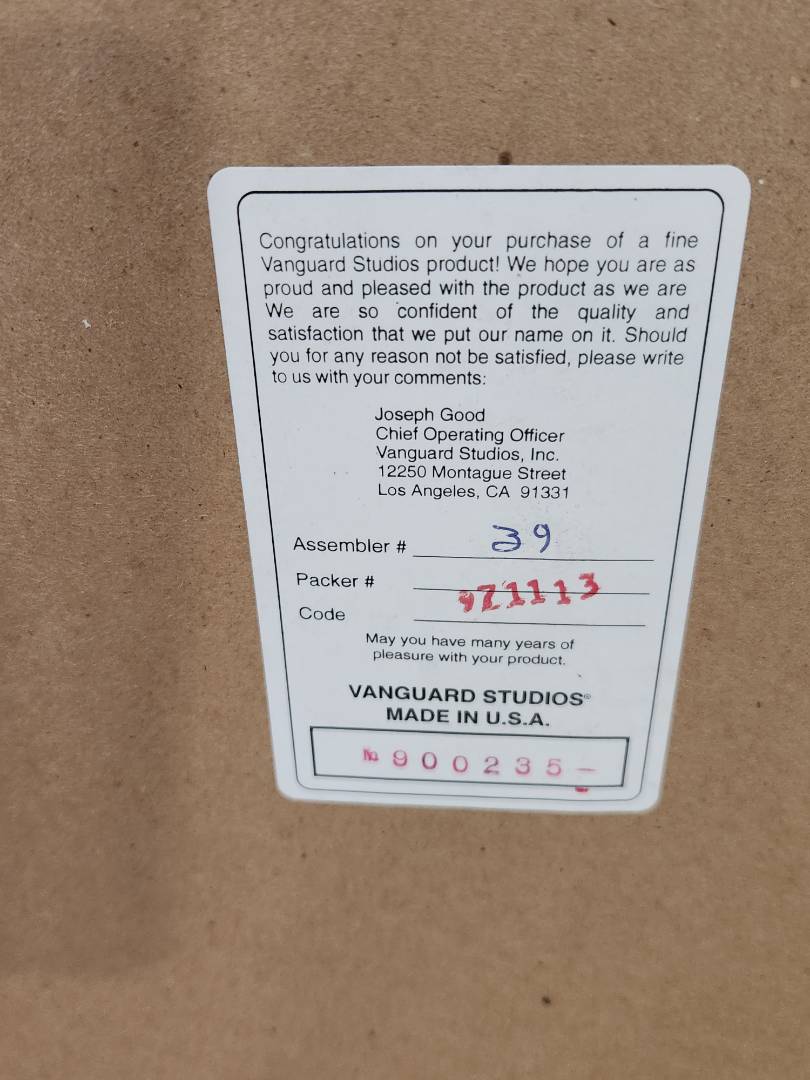 Congratulations on your purchase of a fine
Vanguard Studios product! We hope you are as
proud and pleased with the product as we are
We are so confident of the quality and
satisfaction that we put our name on it. Should
you for any reason not be satisfied, please write
to us with your comments:
Joseph Good
Chief Operating Officer
Vanguard Studios, Inc.
12250 Montague Street
Los Angeles, CA 91331
Assembler # 39
Packer # 921113
Code
May you have many years of
pleasure with your product.
VANGUARD STUDIOS®
MADE IN U.S.A.
№ 900235-